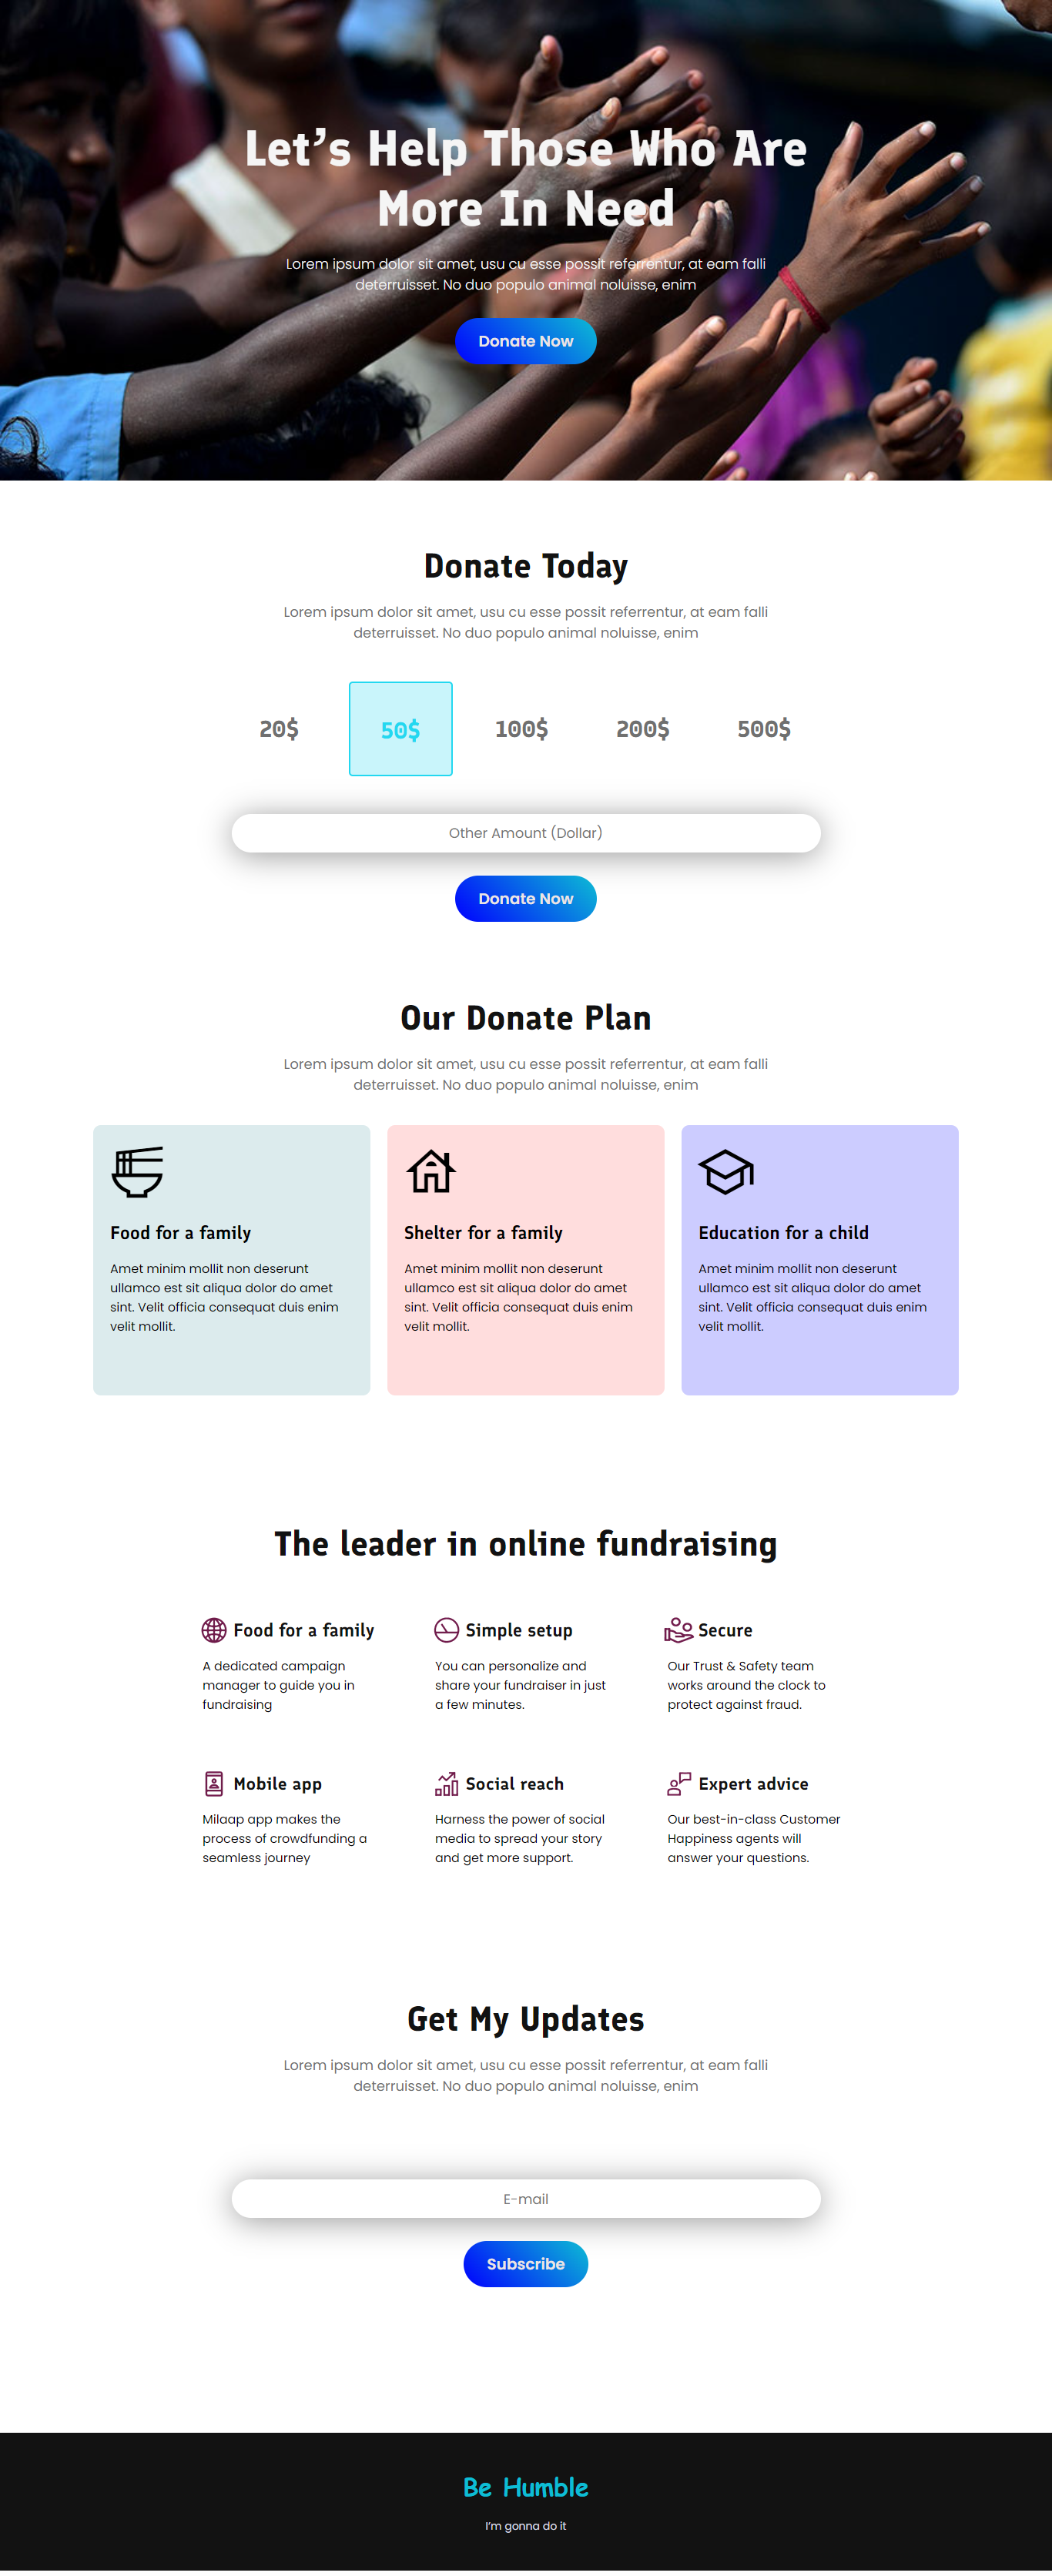 Let's Help Those Who Are
More In Need
Lorem ipsum dolor sit amet, usu cu esse possit referrentur, at eam falli
deterruisset. No duo populo animal noluisse, enim
Donate Now
Donate Today
Lorem ipsum dolor sit amet, usu cu esse possit referrentur, at eam falli
deterruisset. No duo populo animal noluisse, enim
20$ 50$ 100$ 200$ 500$
Other Amount (Dollar)
Donate Now
Our Donate Plan
Lorem ipsum dolor sit amet, usu cu esse possit referrentur, at eam falli
deterruisset. No duo populo animal noluisse, enim
Food for a family
Amet minim mollit non deserunt
ullamco est sit aliqua dolor do amet
sint. Velit officia consequat duis enim
velit mollit.
Shelter for a family
Amet minim mollit non deserunt
ullamco est sit aliqua dolor do amet
sint. Velit officia consequat duis enim
velit mollit.
Education for a child
Amet minim mollit non deserunt
ullamco est sit aliqua dolor do amet
sint. Velit officia consequat duis enim
velit mollit.
The leader in online fundraising
Food for a family
A dedicated campaign
manager to guide you in
fundraising
Simple setup
You can personalize and
share your fundraiser in just
a few minutes.
Secure
Our Trust & Safety team
works around the clock to
protect against fraud.
Mobile app
Milaap app makes the
process of crowdfunding a
seamless journey
Social reach
Harness the power of social
media to spread your story
and get more support.
Expert advice
Our best-in-class Customer
Happiness agents will
answer your questions.
Get My Updates
Lorem ipsum dolor sit amet, usu cu esse possit referrentur, at eam falli
deterruisset. No duo populo animal noluisse, enim
E-mail
Subscribe
Be Humble
I'm gonna do it